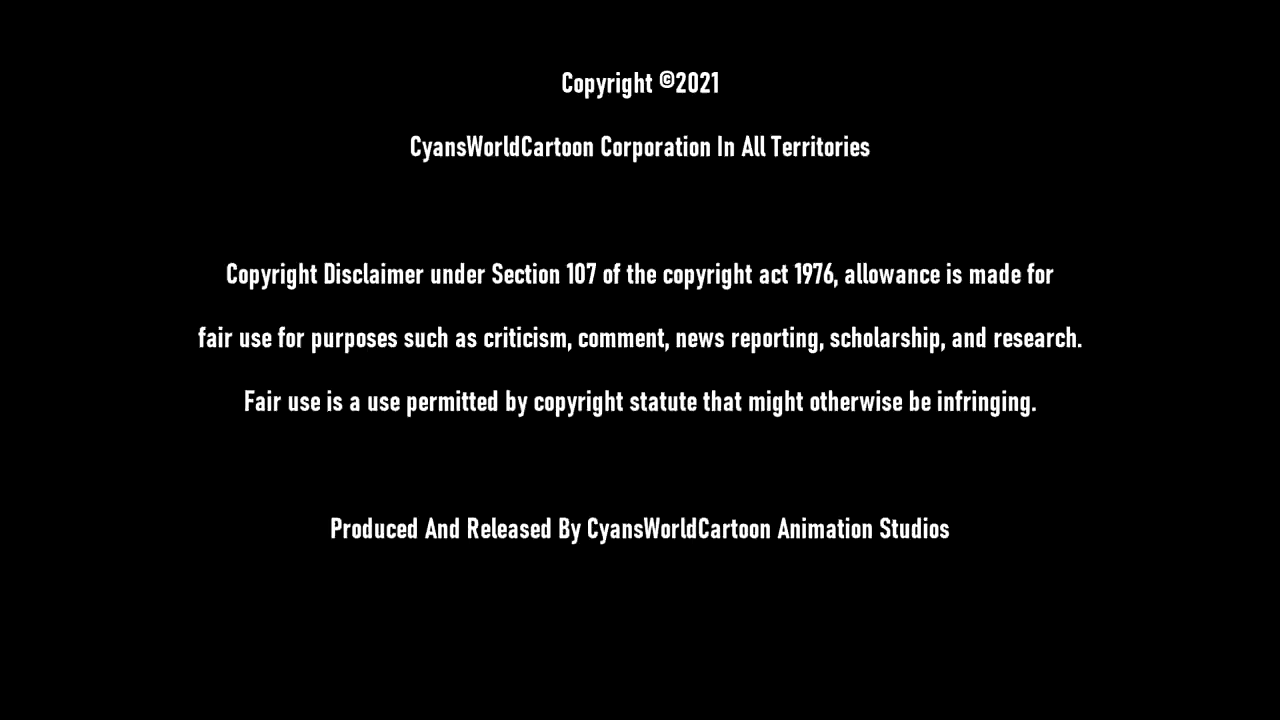 Copyright ©2021
CyansWorldCartoon Corporation In All Territories
Copyright Disclaimer under Section 107 of the copyright act 1976, allowance is made for
fair use for purposes such as criticism, comment, news reporting, scholarship, and research.
Fair use is a use permitted by copyright statute that might otherwise be infringing.
Produced And Released By CyansWorldCartoon Animation Studios